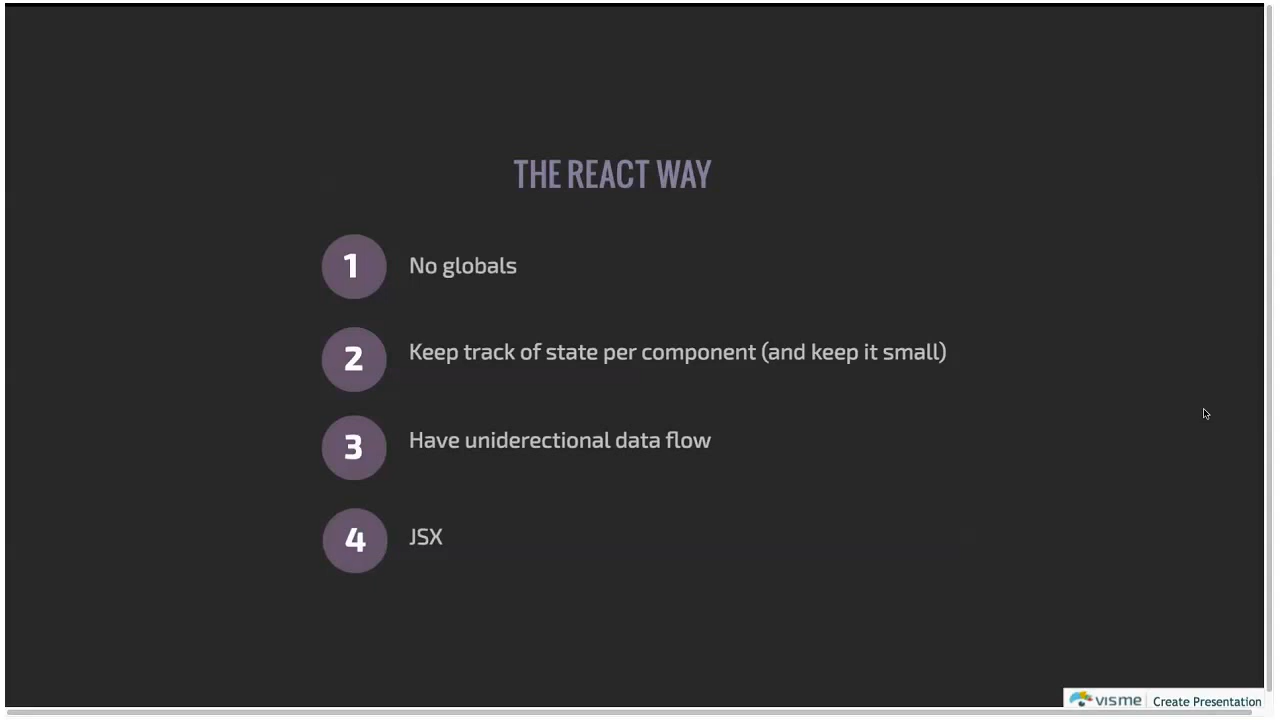 THE REACT WAY
1 No globals
2 Keep track of state per component (and keep it small)
3 Have uniderectional data flow
4 JSX
visme Create Presentation